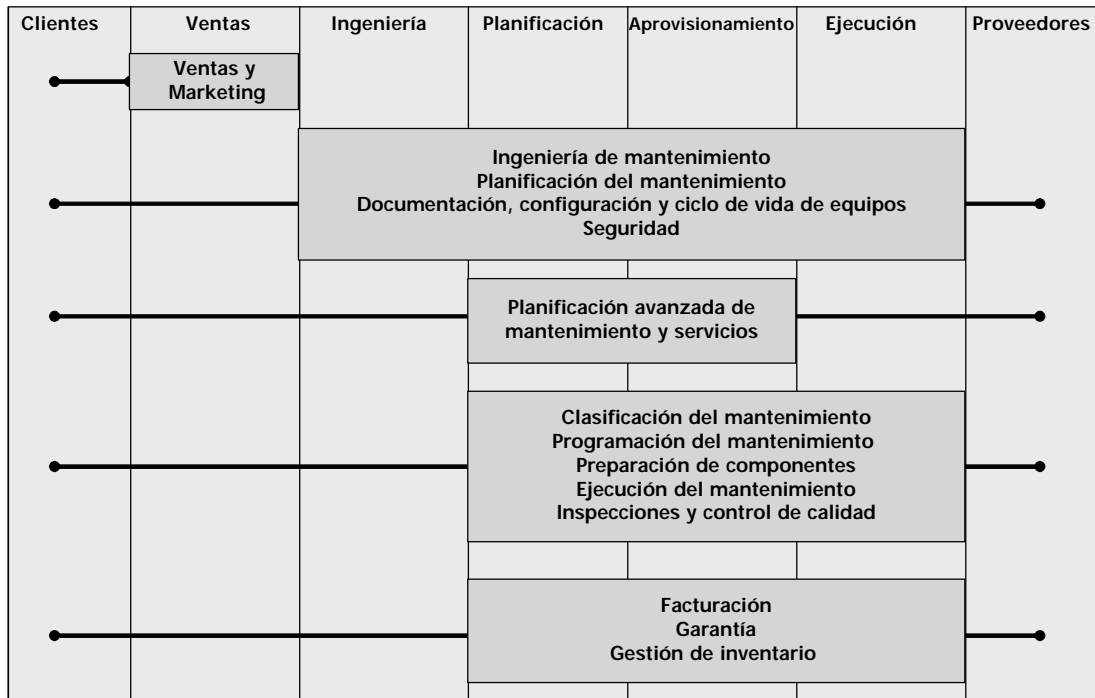 Clientes
Ventas
Ingeniería
Planificación
Aprovisionamiento
Ejecución
Proveedores
Ventas y
Marketing
Ingeniería de mantenimiento
Planificación del mantenimiento
Documentación, configuración y ciclo de vida de equipos
Seguridad
Planificación avanzada de
mantenimiento y servicios
Clasificación del mantenimiento
Programación del mantenimiento
Preparación de componentes
Ejecución del mantenimiento
Inspecciones y control de calidad
Facturación
Garantía
Gestión de inventario